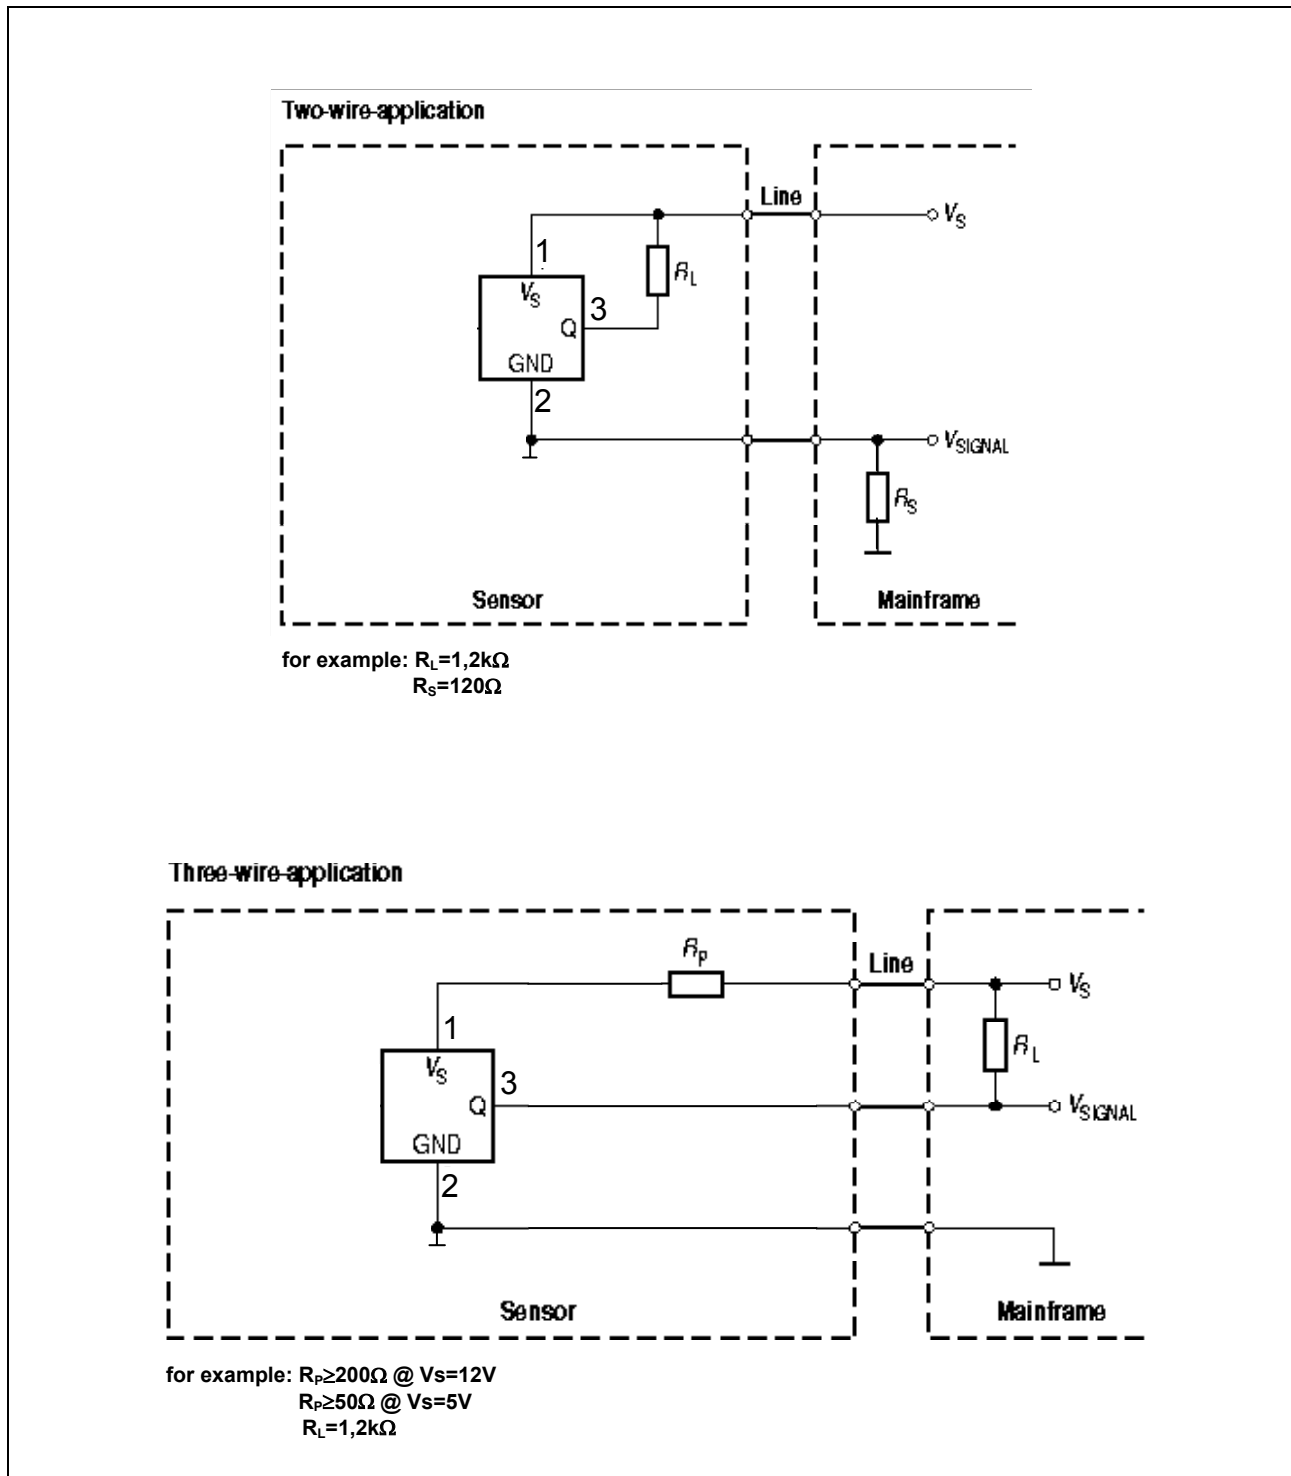 Two-wire-application
Line
V_S
1
R_L
V_S
3
Q
GND
2
V_SIGNAL
R_S
Sensor
Mainframe
for example: R_L=1,2kΩ
R_S=120Ω
Three-wire-application
R_P
Line
V_S
1
R_L
V_S
3
Q
V_SIGNAL
GND
2
Sensor
Mainframe
for example: R_P≥200Ω @ Vs=12V
R_P≥50Ω @ Vs=5V
R_L=1,2kΩ